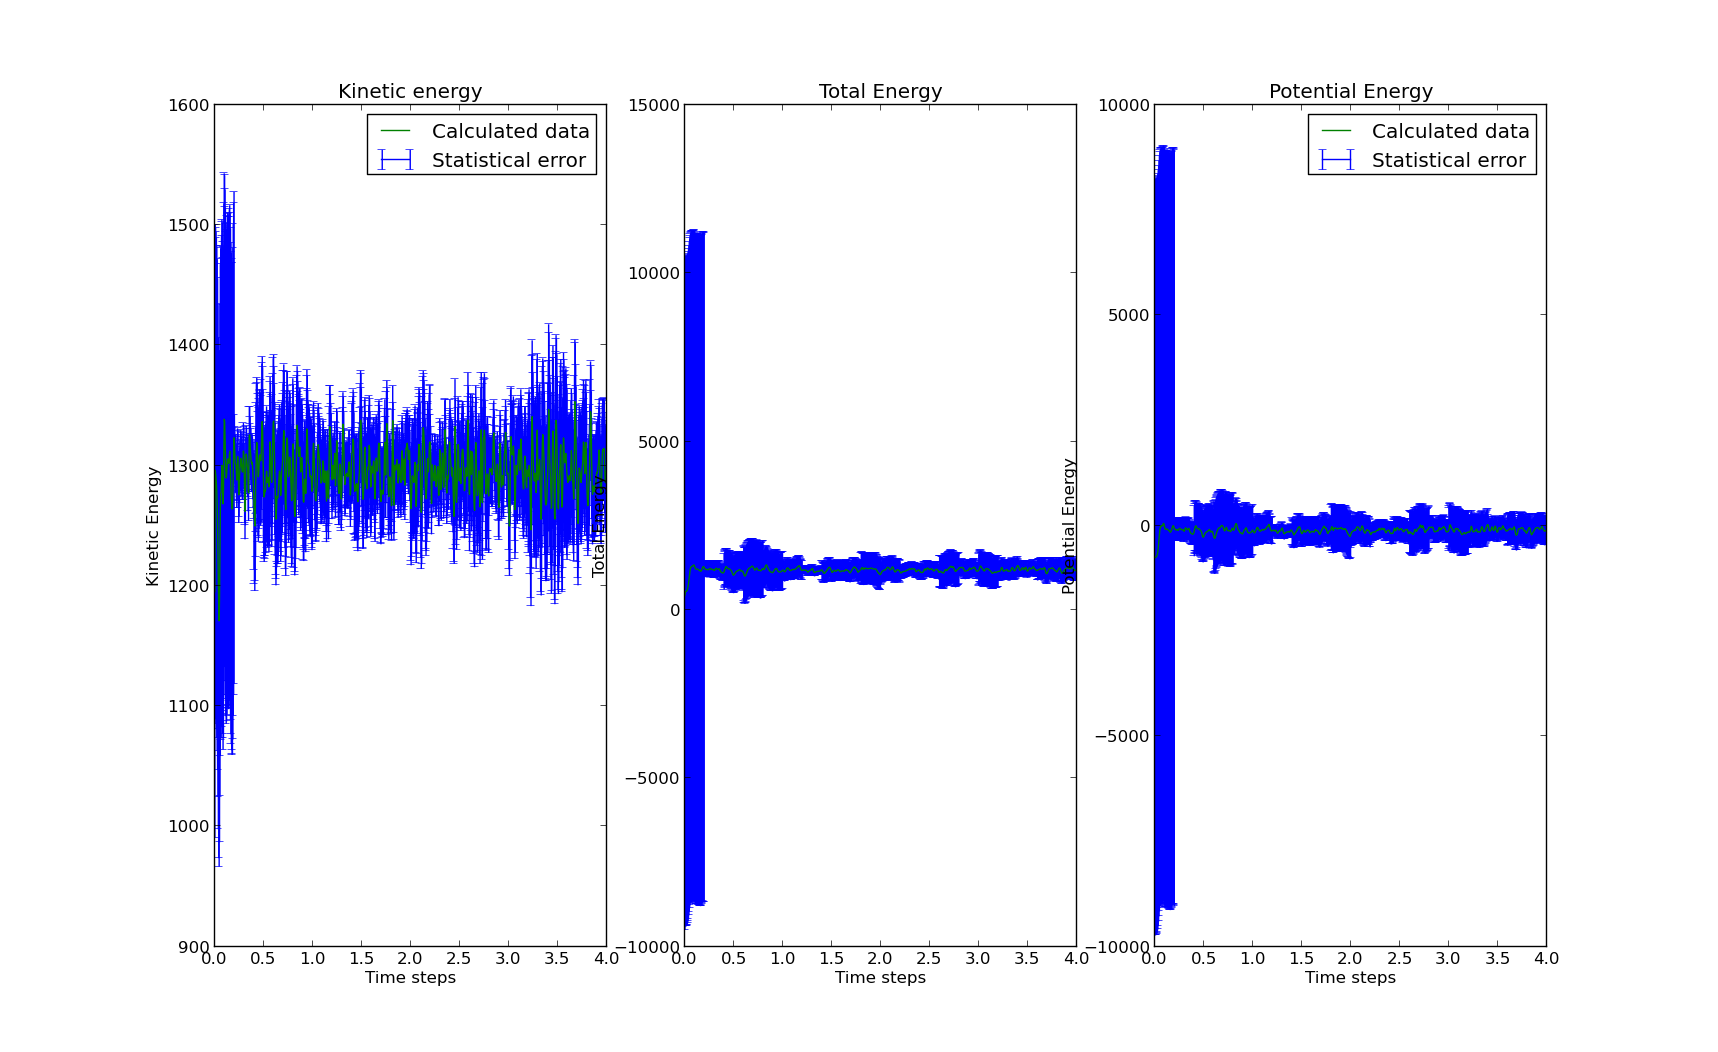 Kinetic energy
1600
1500
1400
1300
1200
1100
1000
900
Kinetic Energy
Calculated data
Statistical error
0.0 0.5 1.0 1.5 2.0 2.5 3.0 3.5 4.0
Time steps
Total Energy
15000
10000
5000
0
−5000
−10000
Total Energy
0.0 0.5 1.0 1.5 2.0 2.5 3.0 3.5 4.0
Time steps
Potential Energy
10000
5000
0
−5000
−10000
Potential Energy
Calculated data
Statistical error
0.0 0.5 1.0 1.5 2.0 2.5 3.0 3.5 4.0
Time steps